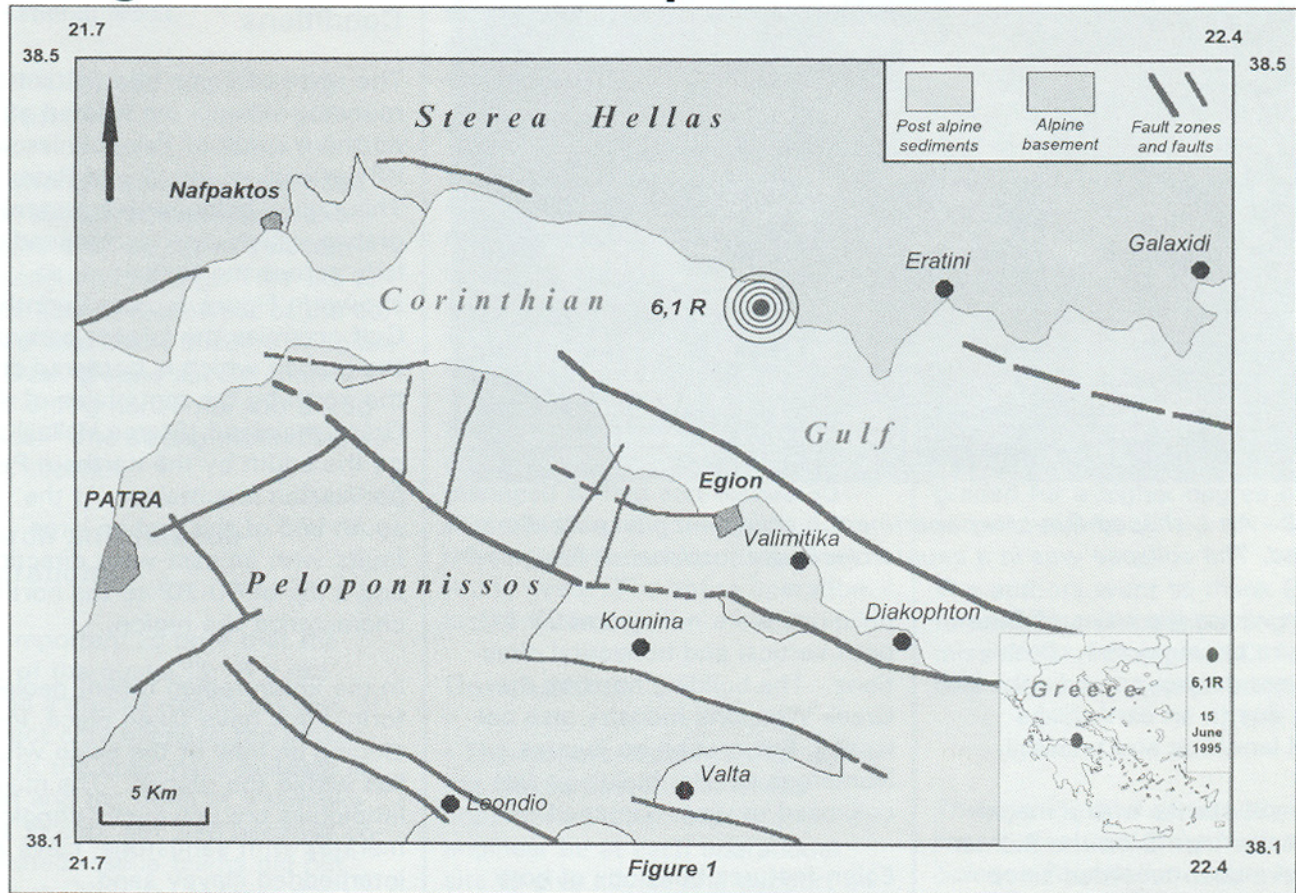 21.7
22.4
38.5
38.5
Sterea Hellas
Post alpine
sediments
Alpine
basement
Fault zones
and faults
Nafpaktos
Galaxidi
Eratini
Corinthian
6,1 R
Gulf
PATRA
Egion
Valimitika
Peloponnissos
Kounina
Diakophton
Greece
6,1R
15
June
1995
Valta
5 Km
Leondio
38.1
38.1
21.7
Figure 1
22.4